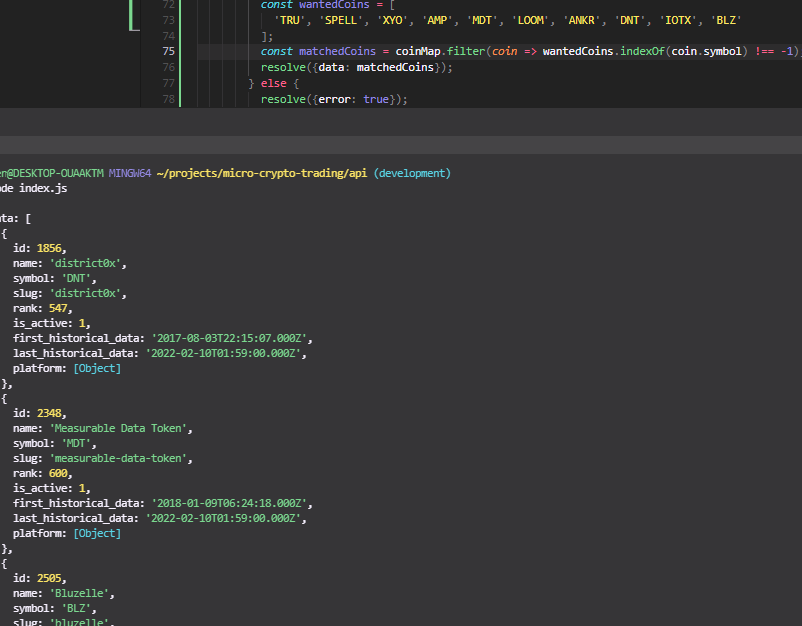 72 const wantedCoins = [
73 'TRU', 'SPELL', 'XYO', 'AMP', 'MDT', 'LOOM', 'ANKR', 'DNT', 'IOTX', 'BLZ'
74 ];
75 const matchedCoins = coinMap.filter(coin => wantedCoins.indexOf(coin.symbol) !== -1)
76 resolve({data: matchedCoins});
77 } else {
78 resolve({error: true});
n@DESKTOP-OUAAKTM MINGW64 ~/projects/micro-crypto-trading/api (development)
de index.js
ta: [
{
id: 1856,
name: 'district0x',
symbol: 'DNT',
slug: 'district0x',
rank: 547,
is_active: 1,
first_historical_data: '2017-08-03T22:15:07.000Z',
last_historical_data: '2022-02-10T01:59:00.000Z',
platform: [Object]
},
{
id: 2348,
name: 'Measurable Data Token',
symbol: 'MDT',
slug: 'measurable-data-token',
rank: 600,
is_active: 1,
first_historical_data: '2018-01-09T06:24:18.000Z',
last_historical_data: '2022-02-10T01:59:00.000Z',
platform: [Object]
},
{
id: 2505,
name: 'Bluzelle',
symbol: 'BLZ',
slug: 'bluzelle',